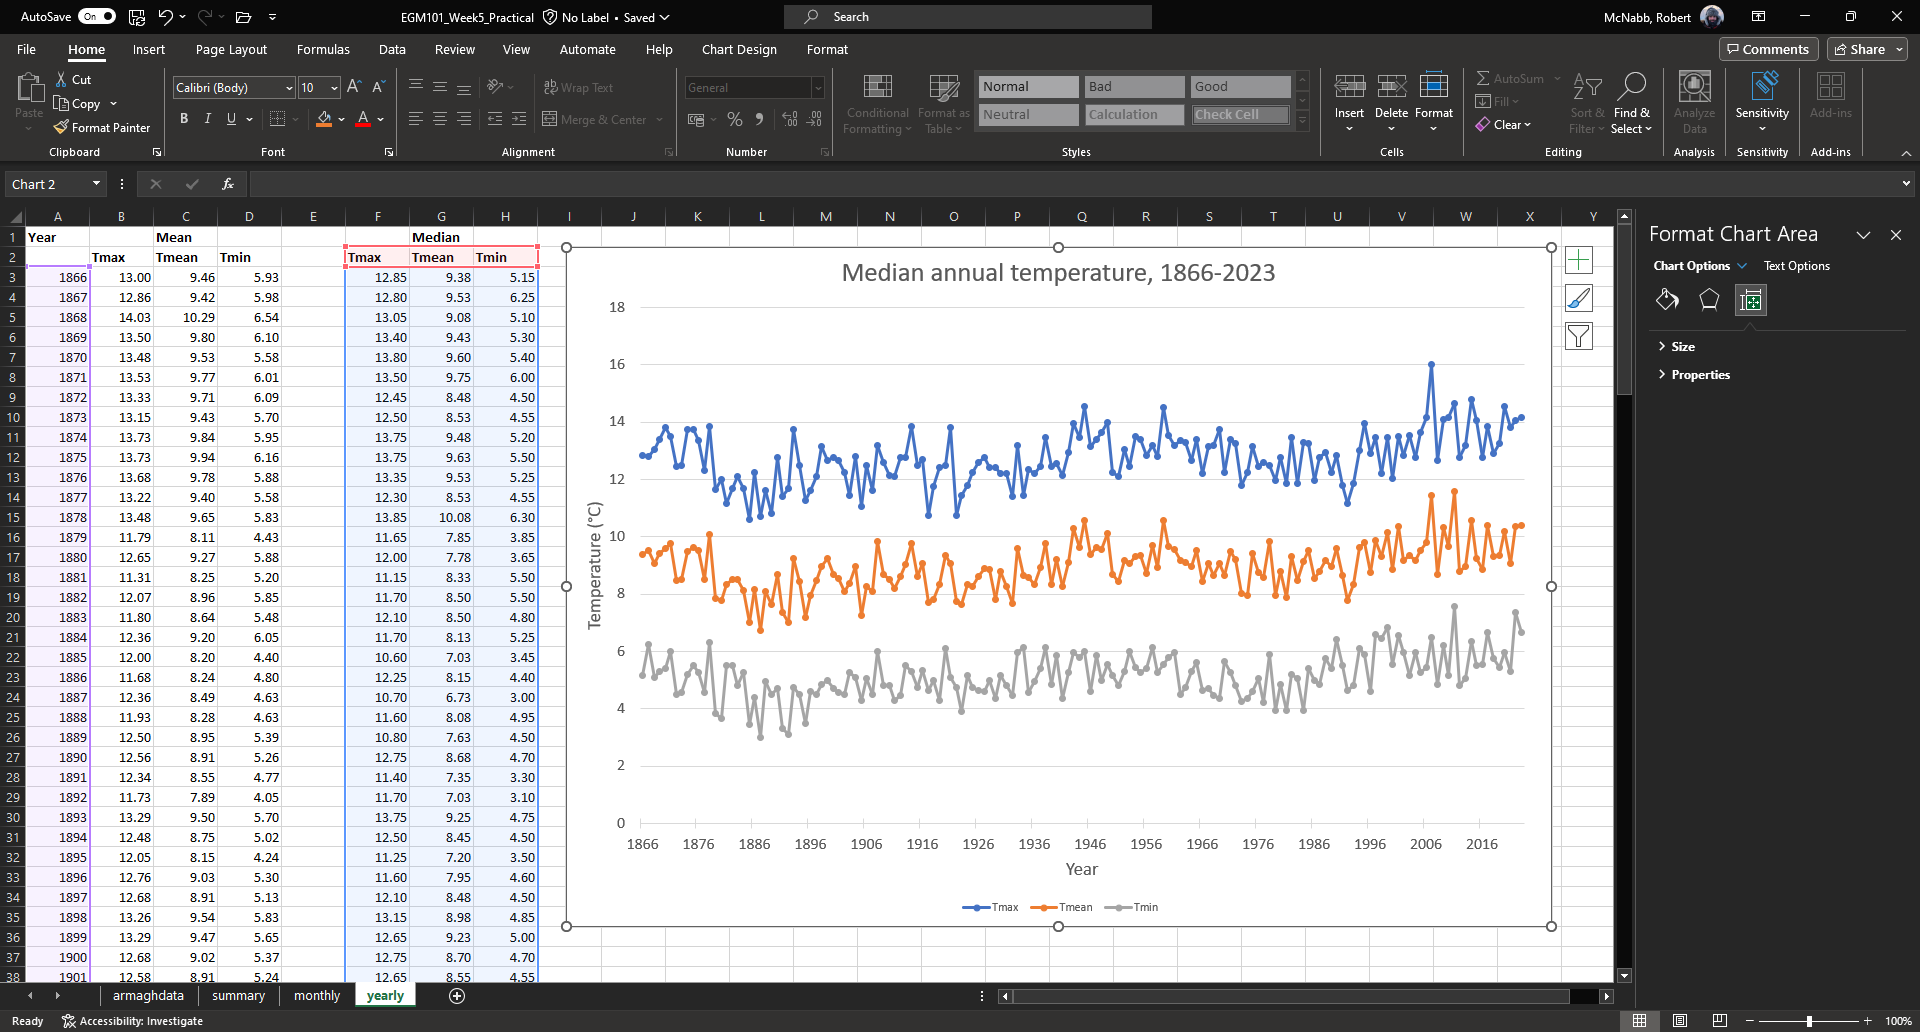 AutoSave On EGM101_Week5_Practical No Label • Saved Search McNabb, Robert
File Home Insert Page Layout Formulas Data Review View Automate Help Chart Design Format Comments Share
Paste Cut Copy Format Painter Clipboard
Calibri (Body) 10 A A B I U A Font
Wrap Text Merge & Center Alignment
General % Number
Conditional Formatting Format as Table Normal Bad Good Neutral Calculation Check Cell Styles
Insert Delete Format Cells
AutoSum Fill Clear Sort & Filter Find & Select Editing
Analyze Data Analysis Sensitivity Sensitivity Add-ins Add-ins
Chart 2 fx
A B C D E F G H I J K L M N O P Q R S T U V W X Y
1 Year Mean Median
2 Tmax Tmean Tmin Tmax Tmean Tmin
3 1866 13.00 9.46 5.93 12.85 9.38 5.15
4 1867 12.86 9.42 5.98 12.80 9.53 6.25
5 1868 14.03 10.29 6.54 13.05 9.08 5.10
6 1869 13.50 9.80 6.10 13.40 9.43 5.30
7 1870 13.48 9.53 5.58 13.80 9.60 5.40
8 1871 13.53 9.77 6.01 13.50 9.75 6.00
9 1872 13.33 9.71 6.09 12.45 8.48 4.50
10 1873 13.15 9.43 5.70 12.50 8.53 4.55
11 1874 13.73 9.84 5.95 13.75 9.48 5.20
12 1875 13.73 9.94 6.16 13.75 9.63 5.50
13 1876 13.68 9.78 5.88 13.35 9.53 5.25
14 1877 13.22 9.40 5.58 12.30 8.53 4.55
15 1878 13.48 9.65 5.83 13.85 10.08 6.30
16 1879 11.79 8.11 4.43 11.65 7.85 3.85
17 1880 12.65 9.27 5.88 12.00 7.78 3.65
18 1881 11.31 8.25 5.20 11.15 8.33 5.50
19 1882 12.07 8.96 5.85 11.70 8.50 5.50
20 1883 11.80 8.64 5.48 12.10 8.50 4.80
21 1884 12.36 9.20 6.05 11.70 8.13 5.25
22 1885 12.00 8.20 4.40 10.60 7.03 3.45
23 1886 11.68 8.24 4.80 12.25 8.15 4.40
24 1887 12.36 8.49 4.63 10.70 6.73 3.00
25 1888 11.93 8.28 4.63 11.60 8.08 4.95
26 1889 12.50 8.95 5.39 10.80 7.63 4.50
27 1890 12.56 8.91 5.26 12.75 8.68 4.70
28 1891 12.34 8.55 4.77 11.40 7.35 3.30
29 1892 11.73 7.89 4.05 11.70 7.03 3.10
30 1893 13.29 9.50 5.70 13.75 9.25 4.75
31 1894 12.48 8.75 5.02 12.50 8.45 4.50
32 1895 12.05 8.15 4.24 11.25 7.20 3.50
33 1896 12.76 9.03 5.30 11.60 7.95 4.60
34 1897 12.68 8.91 5.13 12.10 8.48 4.50
35 1898 13.26 9.54 5.83 13.15 8.98 4.85
36 1899 13.29 9.47 5.65 12.65 9.23 5.00
37 1900 12.68 9.02 5.37 12.75 8.70 4.70
38 1901 12.58 8.91 5.24 12.65 8.55 4.55
Median annual temperature, 1866-2023
18
16
14
12
10
8
6
4
2
0
Temperature (°C)
1866 1876 1886 1896 1906 1916 1926 1936 1946 1956 1966 1976 1986 1996 2006 2016
Year
Tmax Tmean Tmin
Format Chart Area
Chart Options Text Options
Size
Properties
armaghdata summary monthly yearly
Ready Accessibility: Investigate 100%